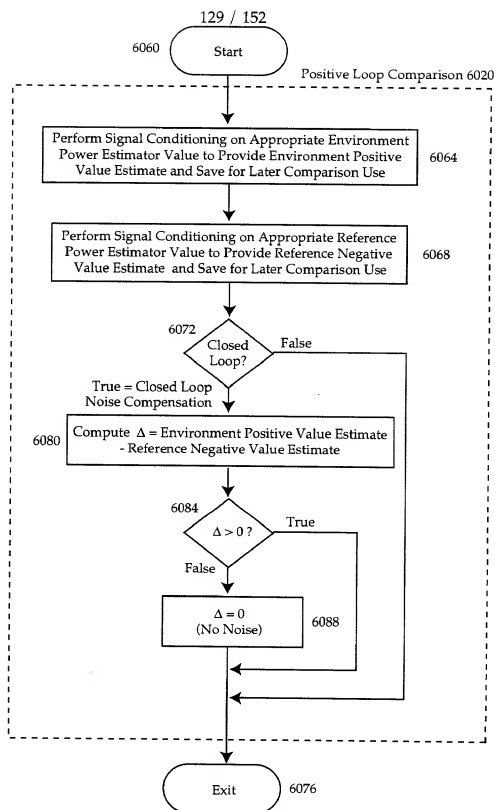 129 / 152
6060
Start
Positive Loop Comparison 6020
Perform Signal Conditioning on Appropriate Environment
Power Estimator Value to Provide Environment Positive
Value Estimate and Save for Later Comparison Use
6064
Perform Signal Conditioning on Appropriate Reference
Power Estimator Value to Provide Reference Negative
Value Estimate and Save for Later Comparison Use
6068
6072
Closed
Loop?
False
True = Closed Loop
Noise Compensation
6080
Compute Δ = Environment Positive Value Estimate
- Reference Negative Value Estimate
6084
Δ > 0 ?
True
False
Δ = 0
(No Noise)
6088
Exit
6076